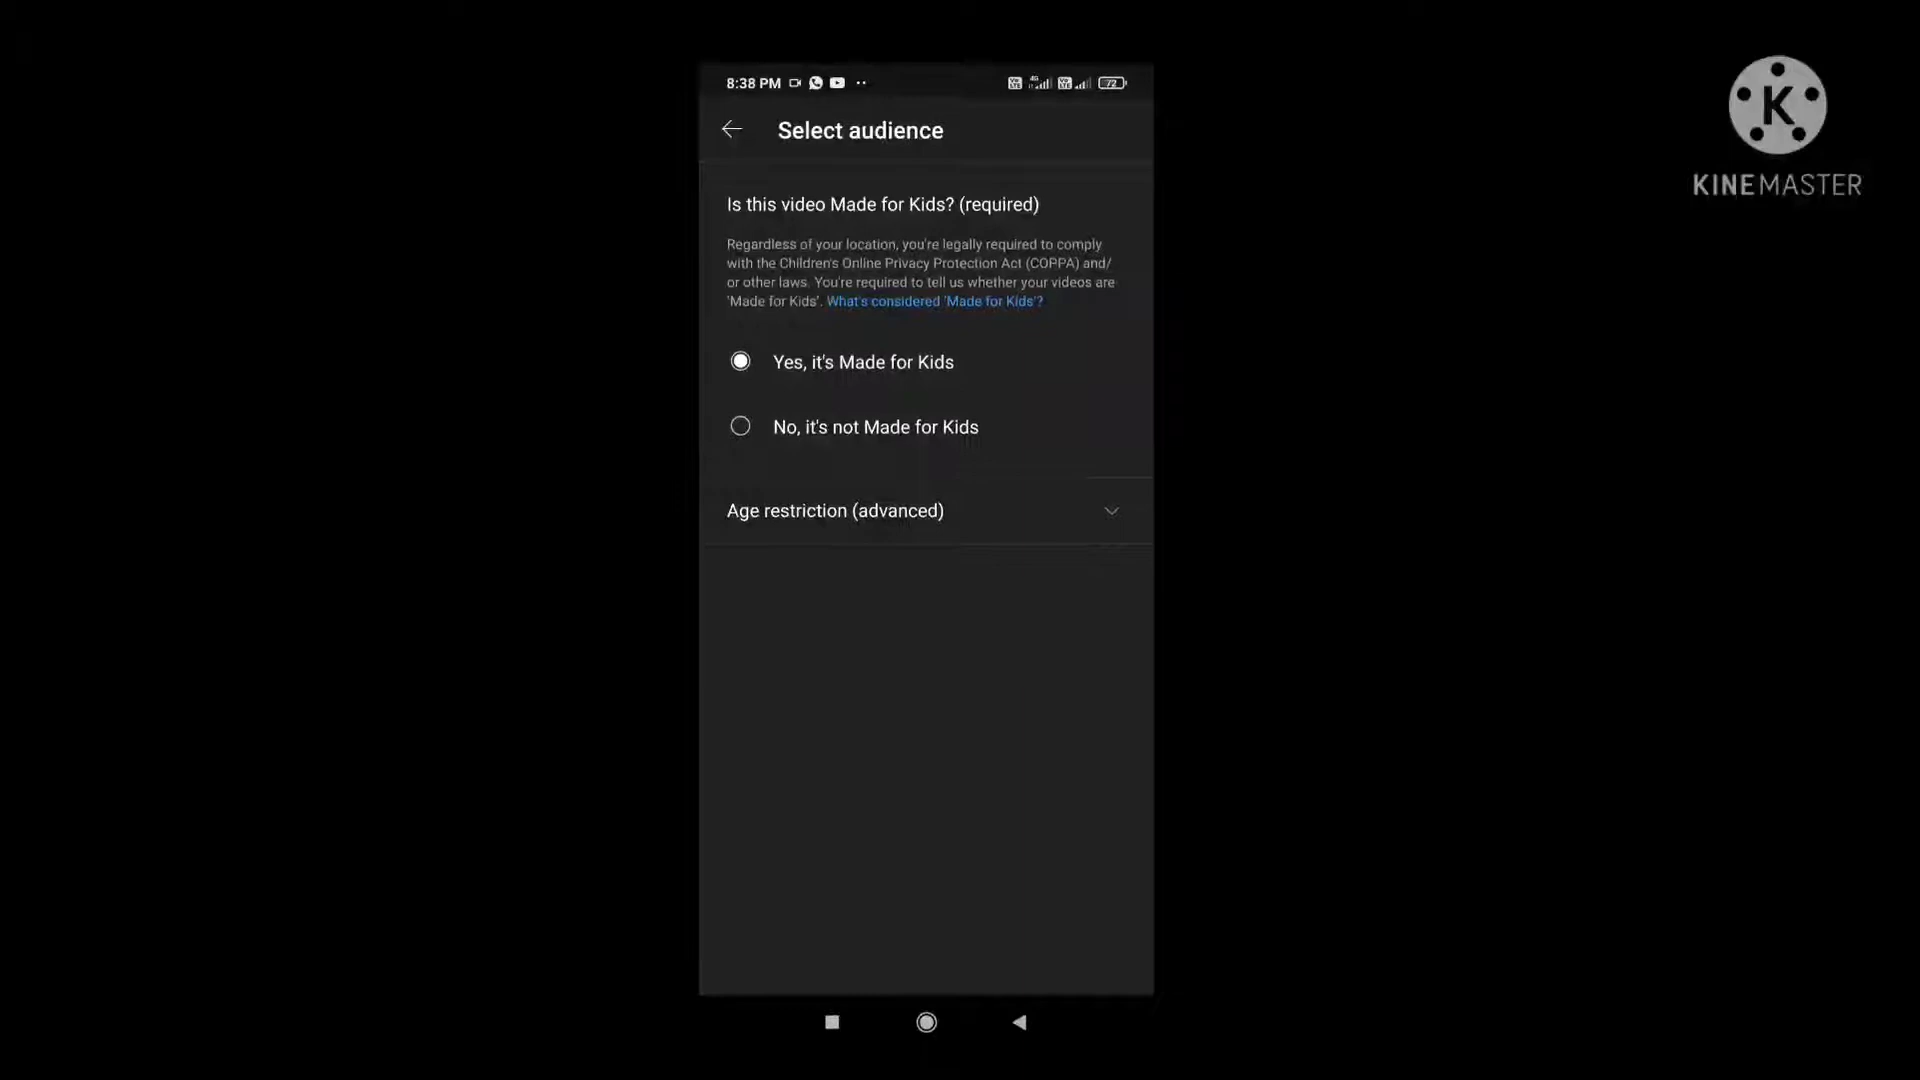 8:38 PM
72
Select audience
K
KINEMASTER
Is this video Made for Kids? (required)
Regardless of your location, you're legally required to comply
with the Children's Online Privacy Protection Act (COPPA) and/
or other laws. You're required to tell us whether your videos are
'Made for Kids'. What's considered 'Made for Kids'?
Yes, it's Made for Kids
No, it's not Made for Kids
Age restriction (advanced)